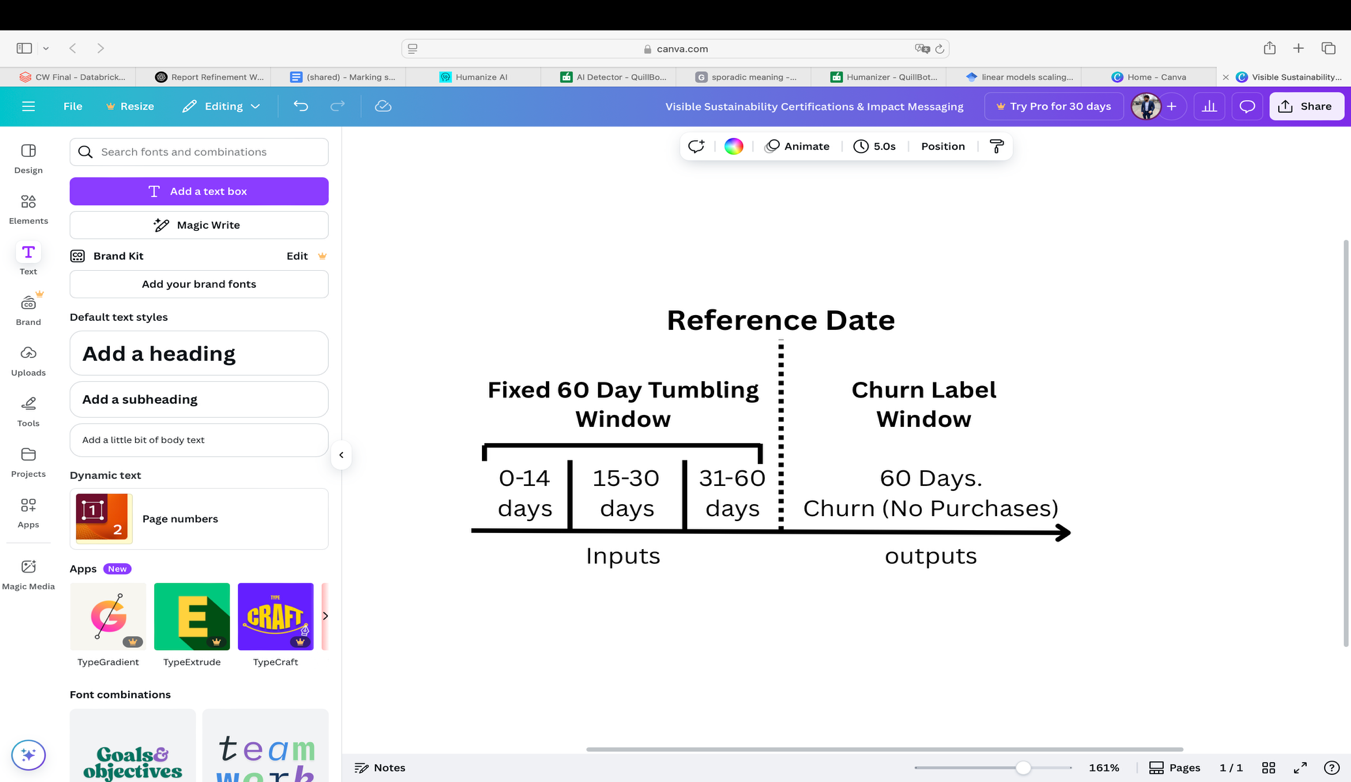 canva.com
CW Final - Databrick...
Report Refinement W...
(shared) - Marking s...
Humanize AI
AI Detector - QuillBo...
sporadic meaning -...
Humanizer - QuillBot...
linear models scaling...
Home - Canva
Visible Sustainability...
File
Resize
Editing
Visible Sustainability Certifications & Impact Messaging
Try Pro for 30 days
Share
Design
Elements
Text
Brand
Uploads
Tools
Projects
Apps
Magic Media
Search fonts and combinations
Add a text box
Magic Write
Brand Kit
Edit
Add your brand fonts
Default text styles
Add a heading
Add a subheading
Add a little bit of body text
Dynamic text
1
2
Page numbers
Apps
New
G
E
TYPE
CRAFT
TypeGradient
TypeExtrude
TypeCraft
Font combinations
Goals&
objectives
team
work
Animate
5.0s
Position
Reference Date
Fixed 60 Day Tumbling
Window
Churn Label
Window
0-14
days
15-30
days
31-60
days
60 Days.
Churn (No Purchases)
Inputs
outputs
Notes
161%
Pages
1 / 1